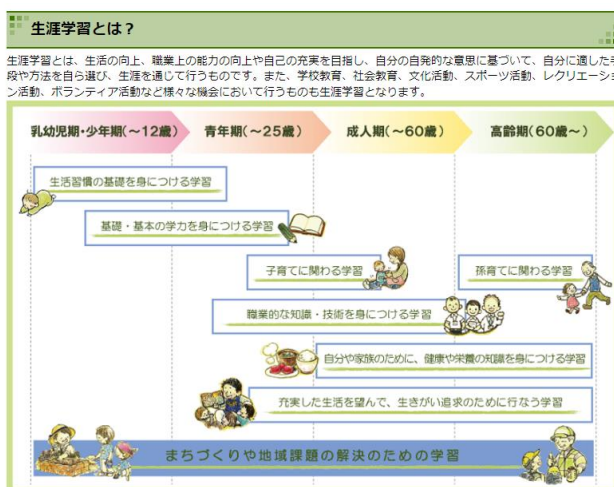 生涯学習とは？
生涯学習とは、生活の向上、職業上の能力の向上や自己の充実を目指し、自分の自発的な意思に基づいて、自分に適した手
段や方法を自ら選び、生涯を通じて行うものです。また、学校教育、社会教育、文化活動、スポーツ活動、レクリエーショ
ン活動、ボランティア活動など様々な機会において行うものも生涯学習となります。
乳幼児期・少年期(～12歳) 青年期(～25歳) 成人期(～60歳) 高齢期(60歳～)
生活習慣の基礎を身につける学習
基礎・基本の学力を身につける学習
子育てに関わる学習 孫育てに関わる学習
職業的な知識・技術を身につける学習
自分や家族のために、健康や栄養の知識を身につける学習
充実した生活を望んで、生きがい追求のために行なう学習
まちづくりや地域課題の解決のための学習